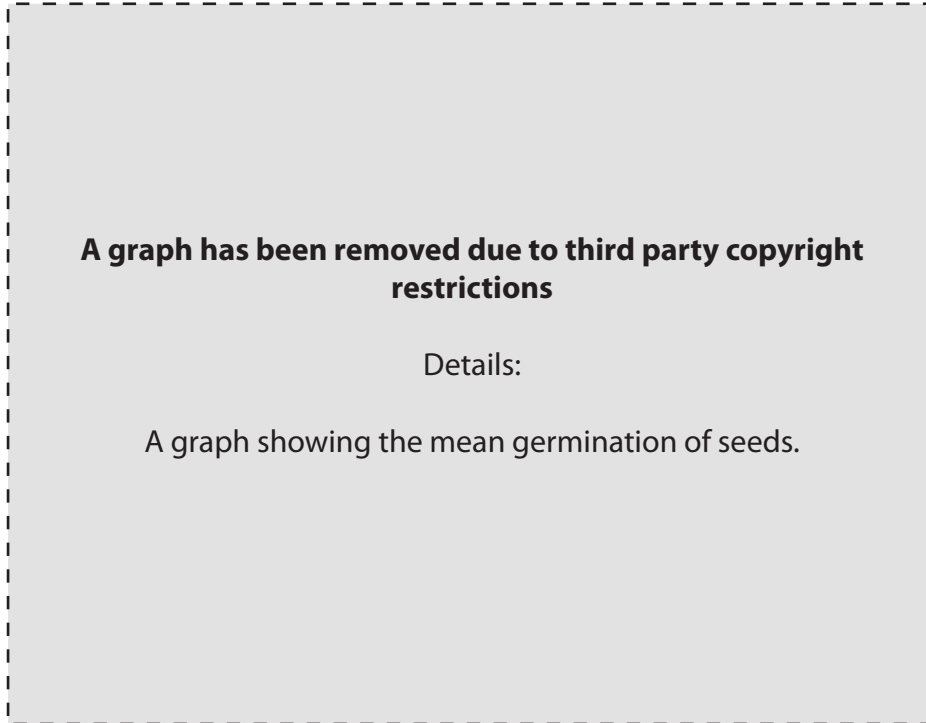 A graph has been removed due to third party copyright
restrictions
Details:
A graph showing the mean germination of seeds.